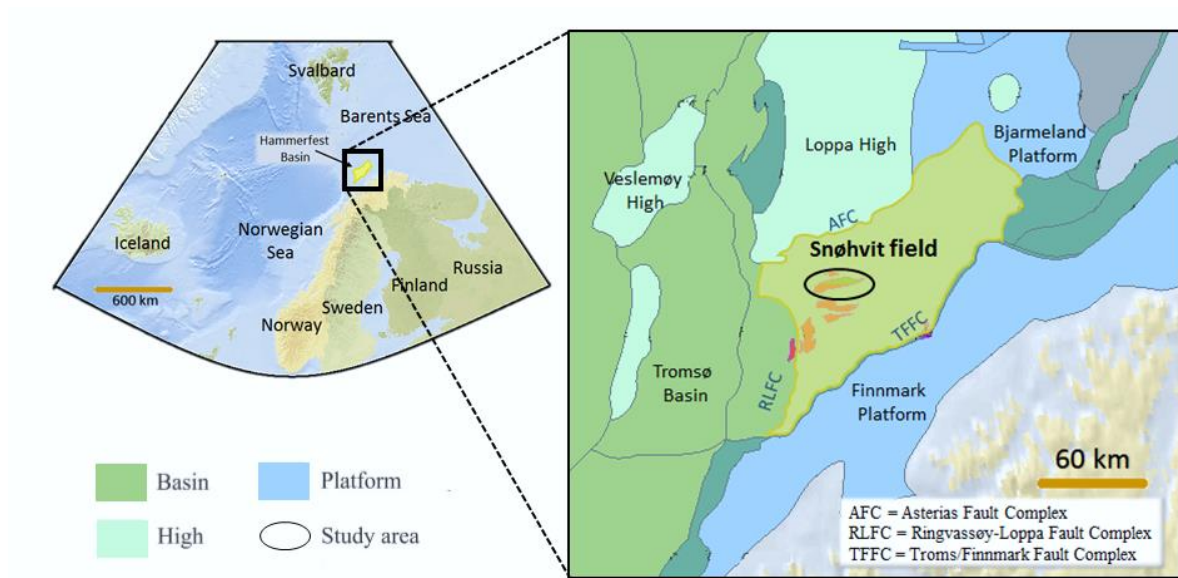 Svalbard
Barents Sea
Hammerfest
Basin
Norwegian
Sea
Iceland
600 km
Russia
Finland
Sweden
Norway
Basin
Platform
High
Study area
Loppa High
Bjarmeland
Platform
Veslemøy
High
AFC
Snøhvit field
TFFC
Tromsø
Basin
RLFC
Finnmark
Platform
60 km
AFC = Asterias Fault Complex
RLFC = Ringvassøy-Loppa Fault Complex
TFFC = Troms/Finnmark Fault Complex